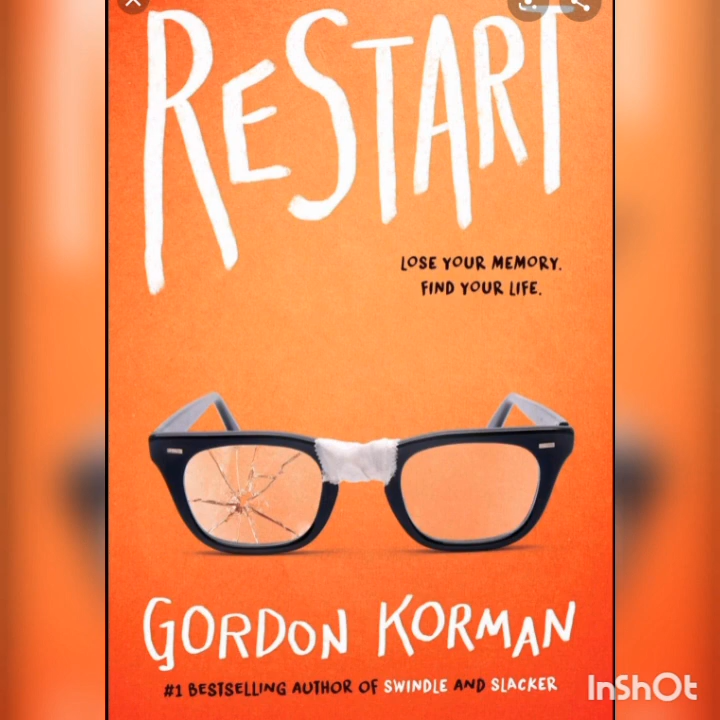 RESTART
LOSE YOUR MEMORY.
FIND YOUR LIFE.
GORDON KORMAN
#1 BESTSELLING AUTHOR OF SWINDLE AND SLACKER
InShOt